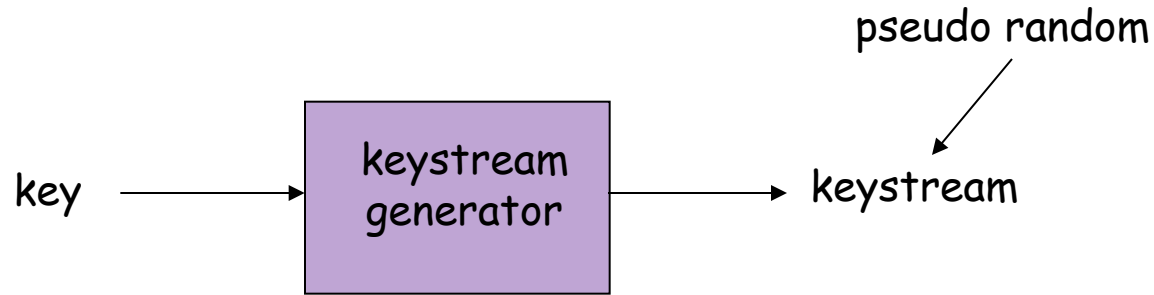 pseudo random
key
keystream
generator
keystream